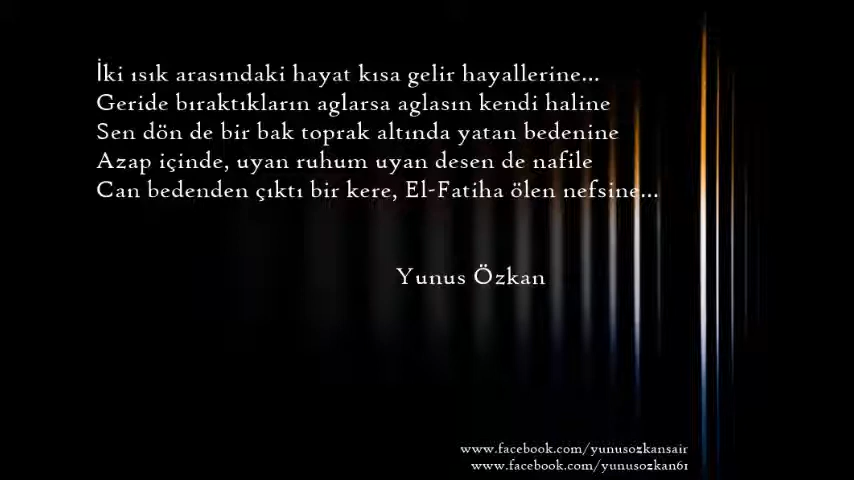 İki ısık arasındaki hayat kısa gelir hayallerine...
Geride bıraktıkların aglarsa aglasın kendi haline
Sen dön de bir bak toprak altında yatan bedenine
Azap içinde, uyan ruhum uyan desen de nafile
Can bedenden çıktı bir kere, El-Fatiha ölen nefsine...
Yunus Özkan
www.facebook.com/yunusozkansair
www.facebook.com/yunusozkan61